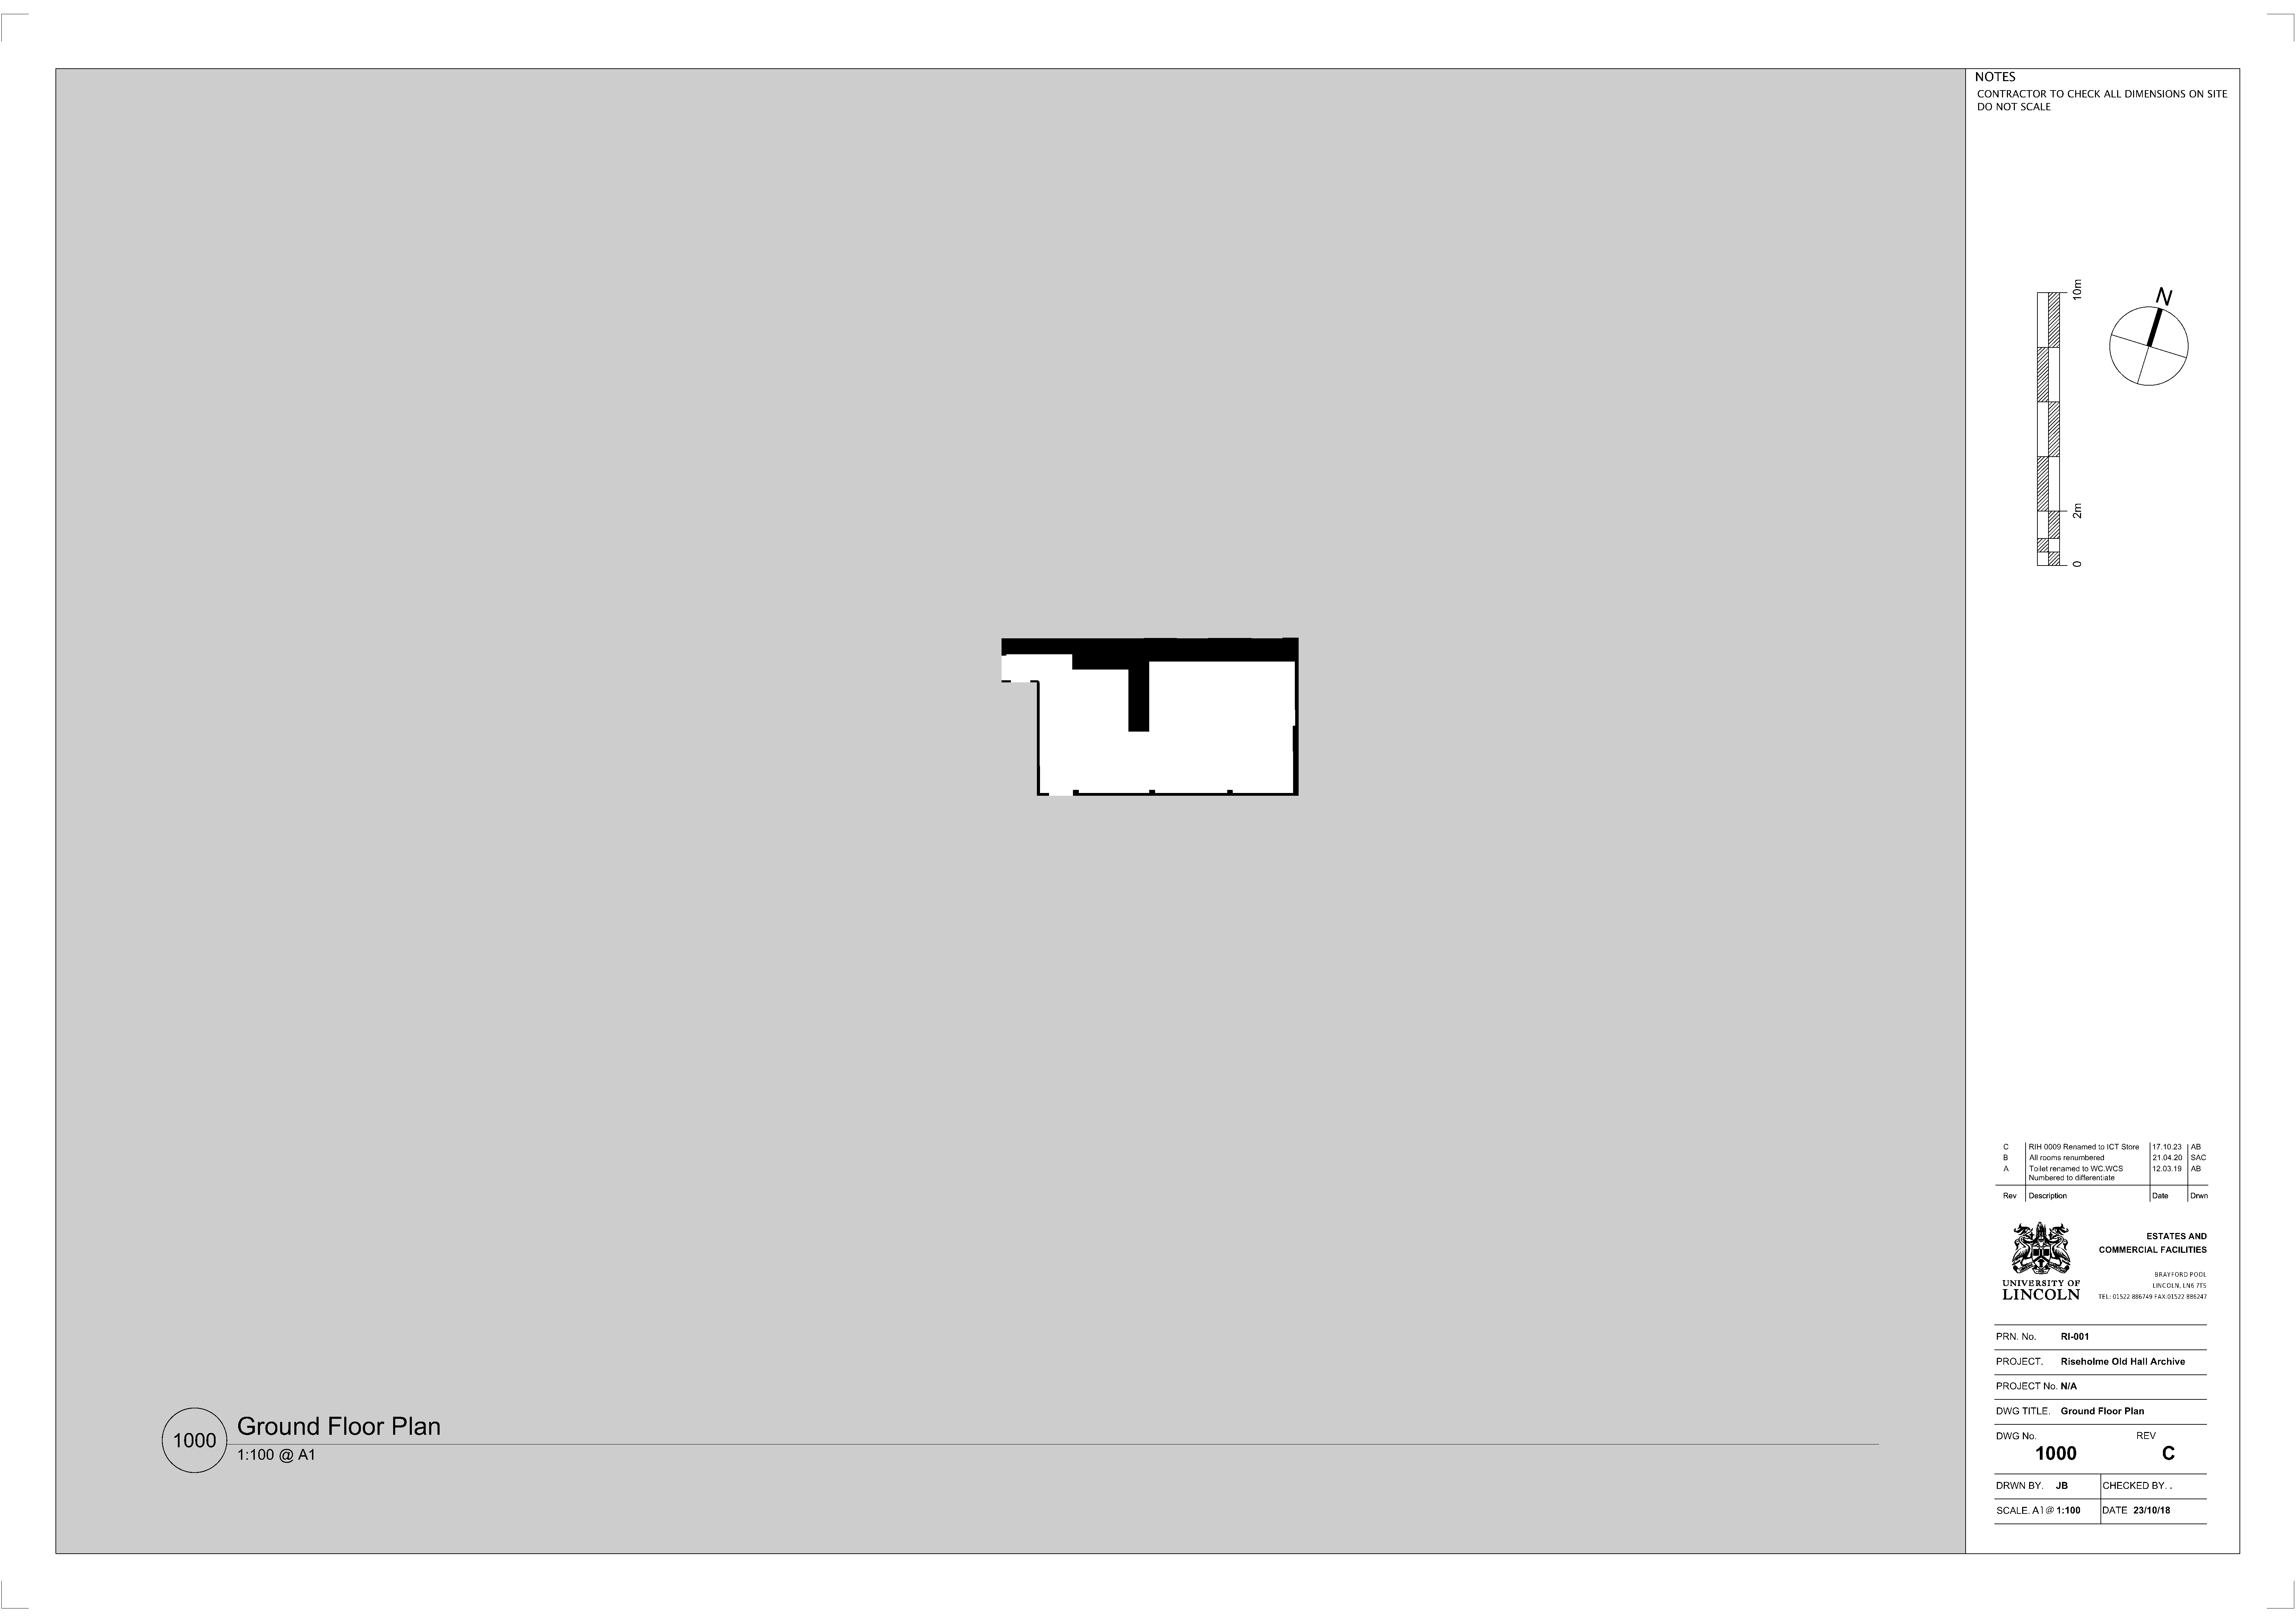 NOTES
CONTRACTOR TO CHECK ALL DIMENSIONS ON SITE
DO NOT SCALE
10m
N
2m
0
C RIH 0009 Renamed to ICT Store 17.10.23 AB
B All rooms renumbered 21.04.20 SAC
A Toilet renamed to WC.WCS 12.03.19 AB
Numbered to differentiate
Rev Description Date Drwn
ESTATES AND
COMMERCIAL FACILITIES
BRAYFORD POOL
LINCOLN, LN6 7TS
TEL: 01522 886749 FAX:01522 886247
UNIVERSITY OF
LINCOLN
PRN. No. RI-001
PROJECT. Riseholme Old Hall Archive
PROJECT No. N/A
DWG TITLE. Ground Floor Plan
DWG No. REV
1000 C
DRWN BY. JB CHECKED BY. .
SCALE. A1@ 1:100 DATE 23/10/18
1000 Ground Floor Plan
1:100 @ A1